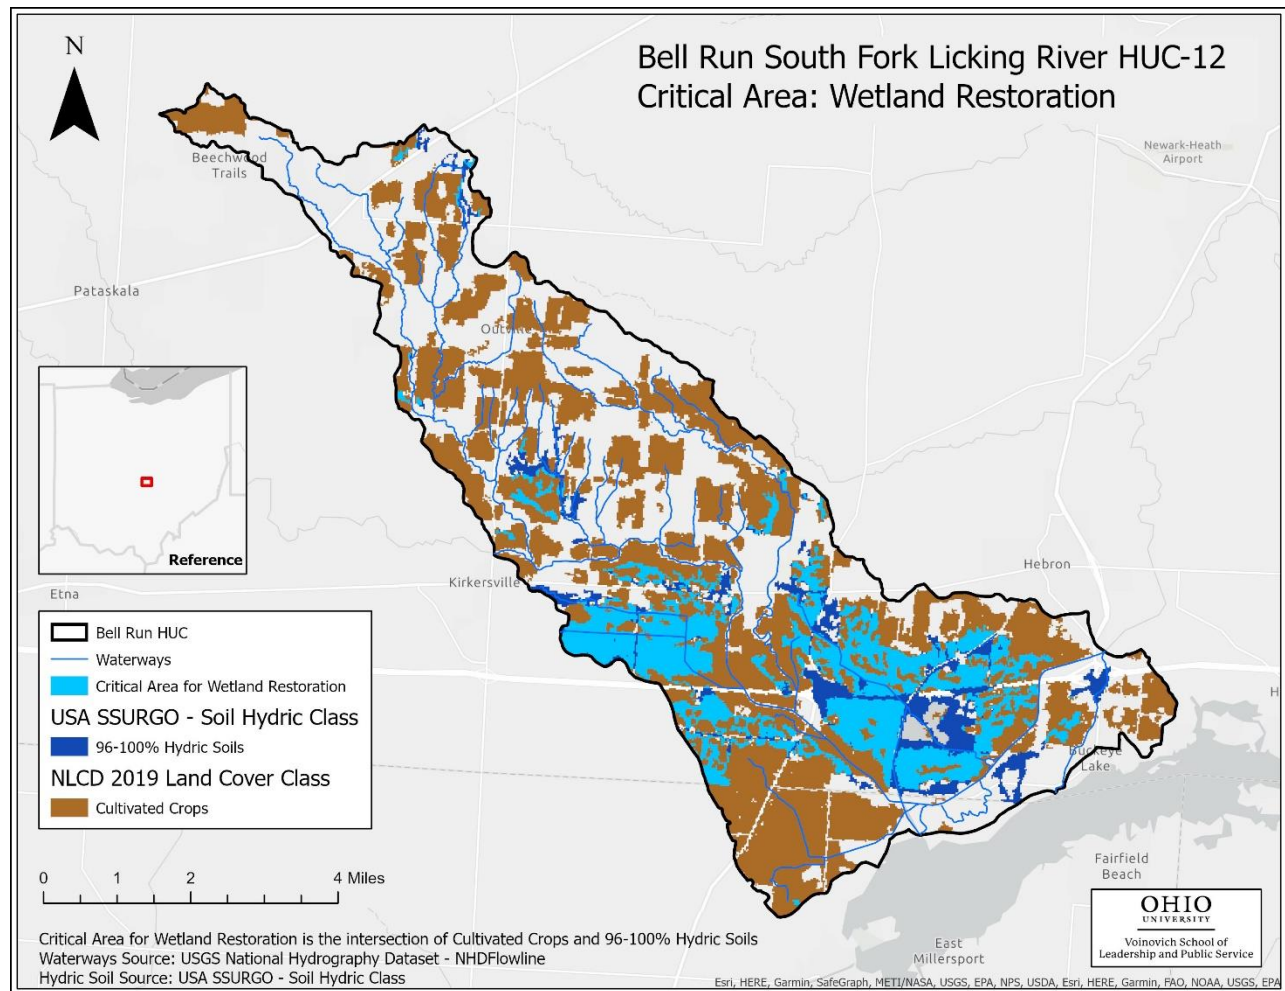 N
Bell Run South Fork Licking River HUC-12
Critical Area: Wetland Restoration
Beechwood
Trails
Newark-Heath
Airport
Pataskala
Outville
Reference
Kirkersville
Hebron
Etna
Bell Run HUC
Waterways
Critical Area for Wetland Restoration
USA SSURGO - Soil Hydric Class
96-100% Hydric Soils
NLCD 2019 Land Cover Class
Cultivated Crops
H
Buckeye
Lake
0 1 2 4 Miles
Fairfield
Beach
East
Millersport
OHIO
UNIVERSITY
Voinovich School of
Leadership and Public Service
Critical Area for Wetland Restoration is the intersection of Cultivated Crops and 96-100% Hydric Soils
Waterways Source: USGS National Hydrography Dataset - NHDFlowline
Hydric Soil Source: USA SSURGO - Soil Hydric Class
Esri, HERE, Garmin, SafeGraph, METI/NASA, USGS, EPA, NPS, USDA, Esri, HERE, Garmin, FAO, NOAA, USGS, EPA